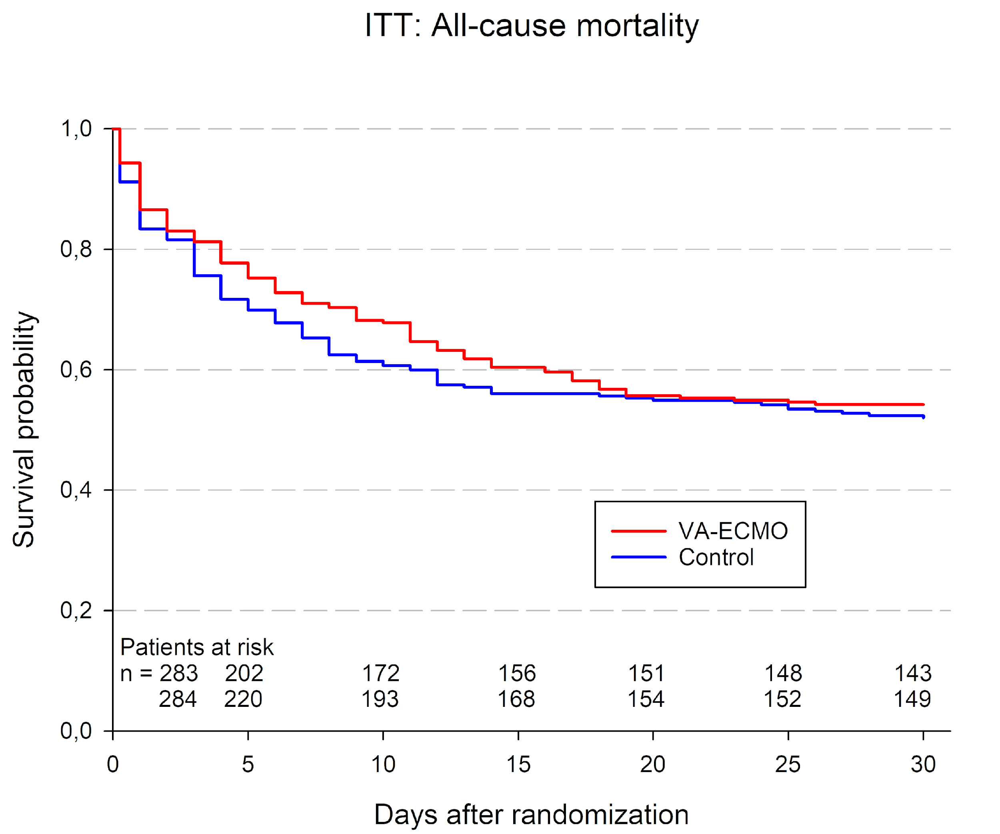 ITT: All-cause mortality
Survival probability
1,0
0,8
0,6
0,4
0,2
0,0
VA-ECMO
Control
Patients at risk
n = 283 202 172 156 151 148 143
284 220 193 168 154 152 149
0 5 10 15 20 25 30
Days after randomization